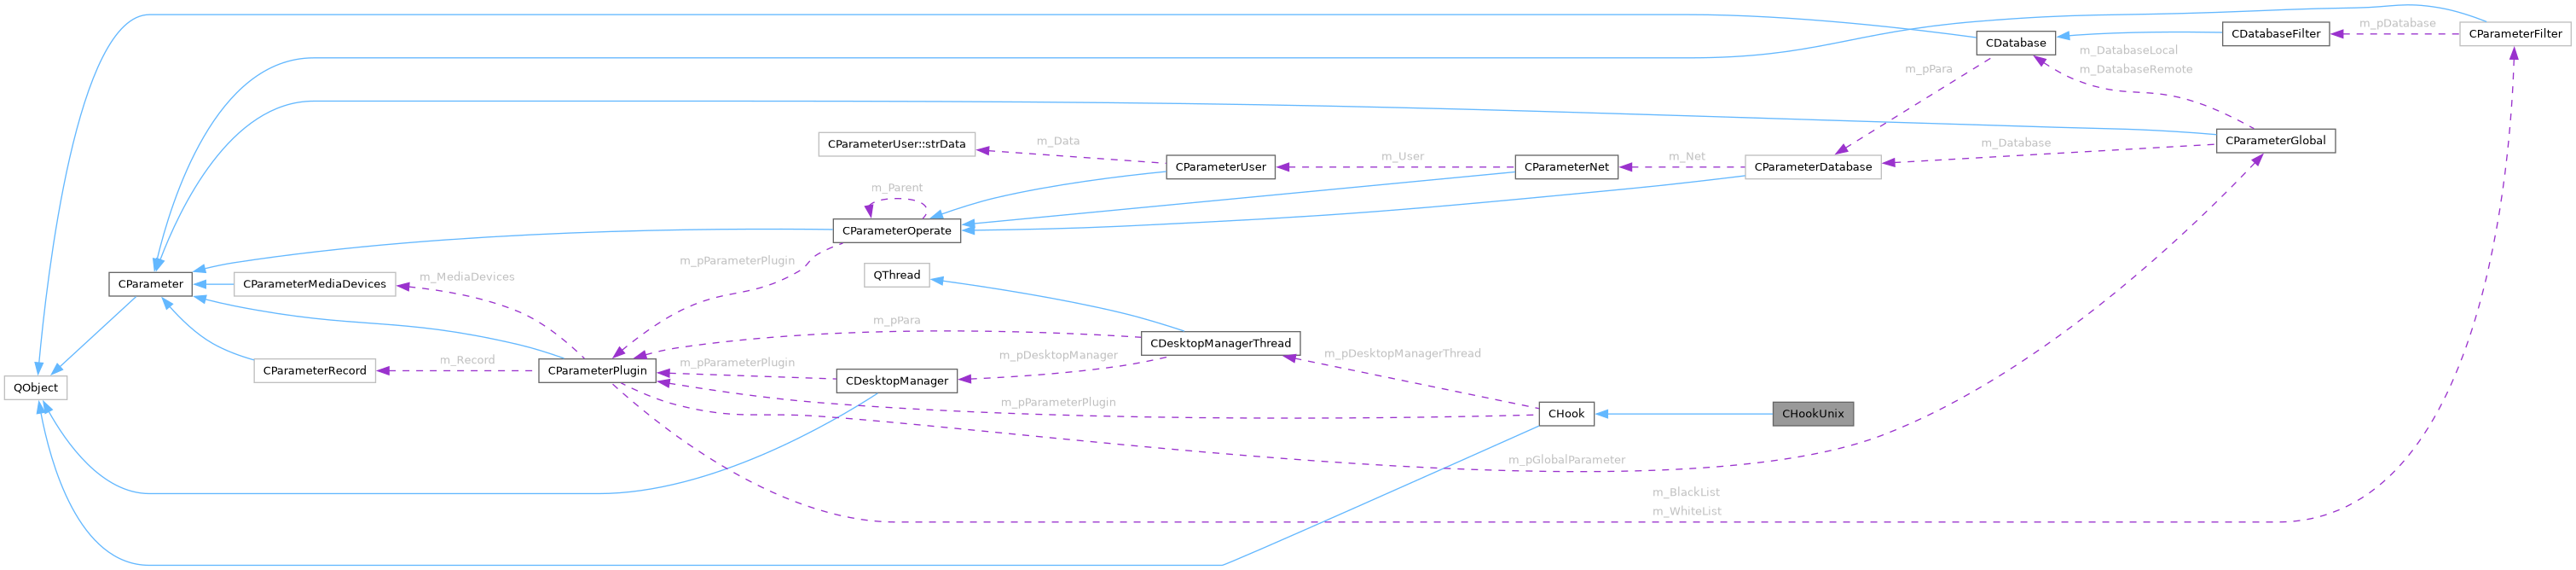 m_pDatabase
CDatabaseFilter
CParameterFilter
CDatabase
m_DatabaseLocal
m_DatabaseRemote
m_pPara
CParameterUser::strData
m_Data
CParameterGlobal
m_Database
m_User
m_Net
CParameterUser
CParameterNet
CParameterDatabase
m_Parent
CParameterOperate
m_pParameterPlugin
QThread
m_MediaDevices
CParameter
CParameterMediaDevices
m_pPara
CDesktopManagerThread
m_pDesktopManager
m_pDesktopManagerThread
m_Record
m_pParameterPlugin
CParameterRecord
CParameterPlugin
CDesktopManager
QObject
m_pParameterPlugin
CHook
CHookUnix
m_pGlobalParameter
m_BlackList
m_WhiteList